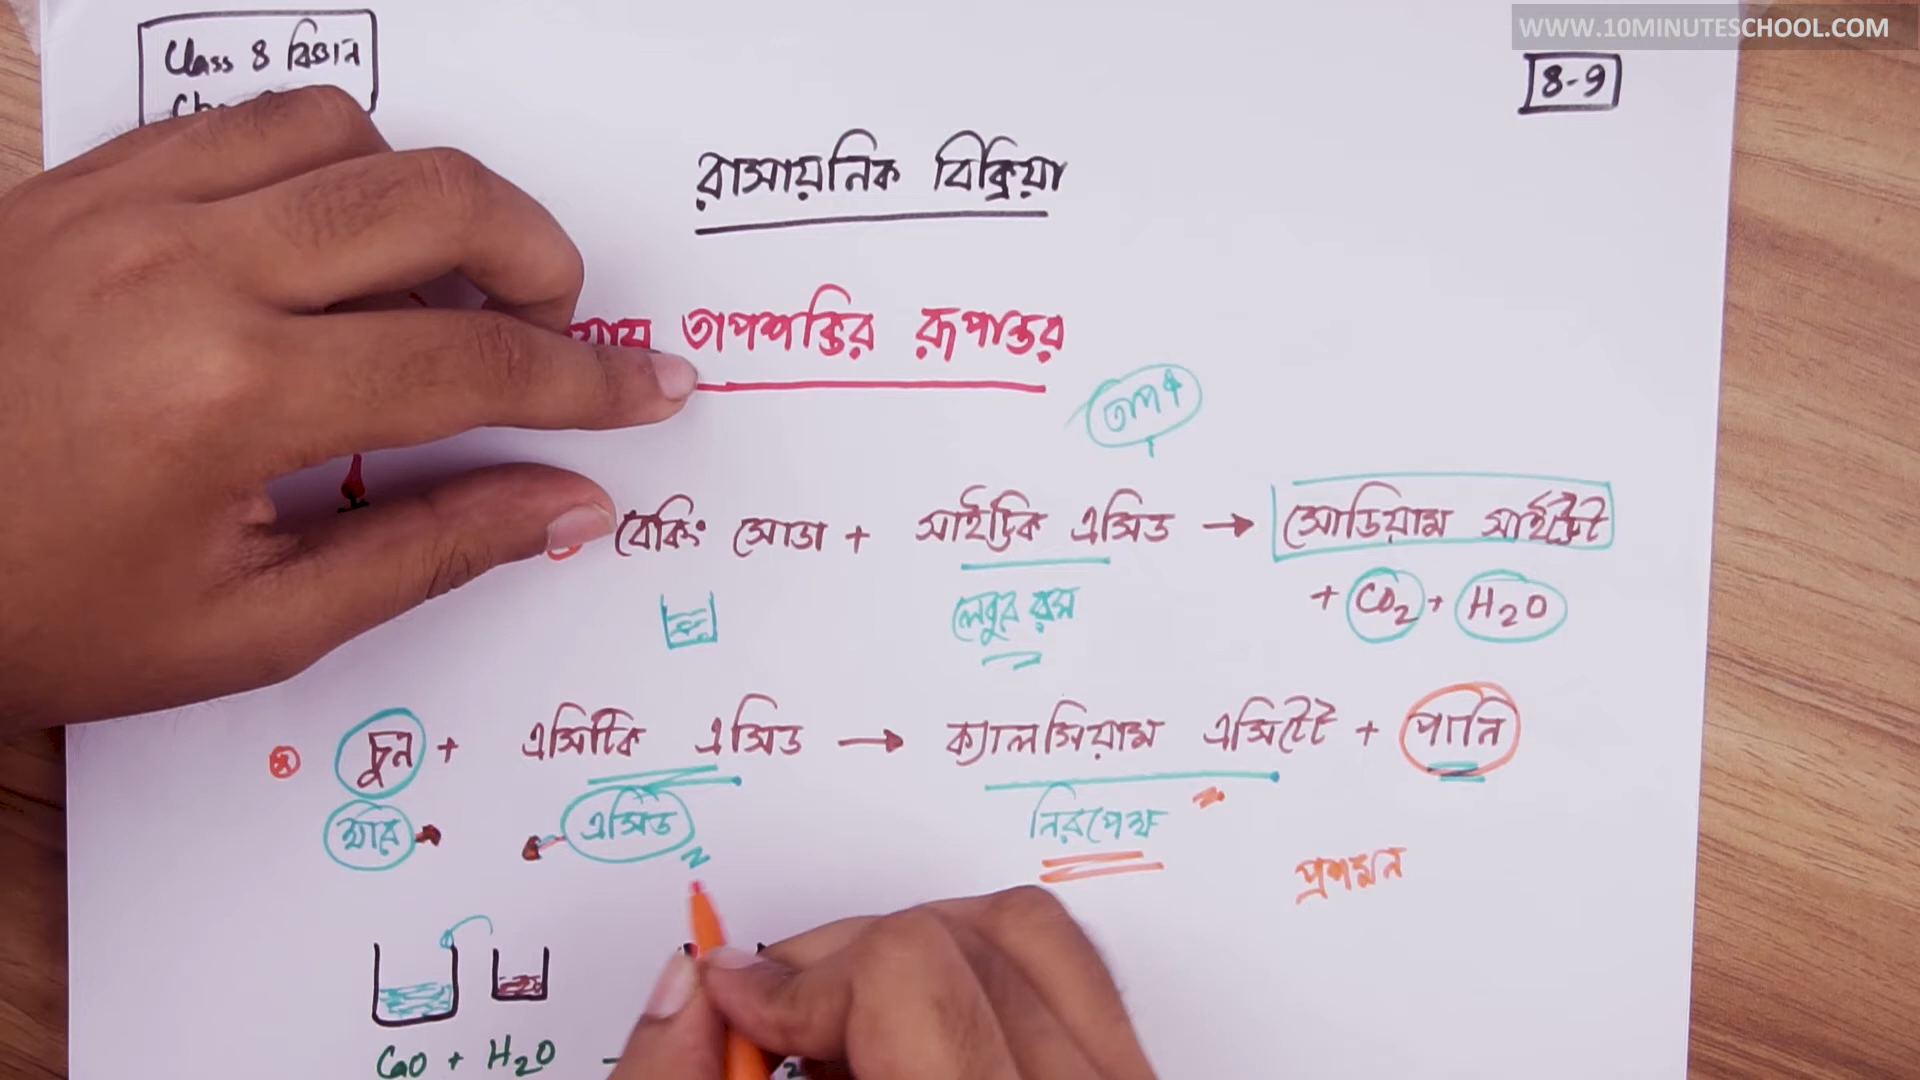 WWW.10MINUTESCHOOL.COM
Class 8 বিজ্ঞান
8-9
রাসায়নিক বিক্রিয়া
তাপশক্তির রূপান্তর
তাপ
বেকিং সোডা + সাইট্রিক এসিড → সোডিয়াম সাইট্রেট
+ CO₂ + H₂O
লেবুর রস
চুন + এসিটিক এসিড → ক্যালসিয়াম এসিটেট + পানি
ক্ষার এসিড নিরপেক্ষ
প্রশমন
CaO + H₂O